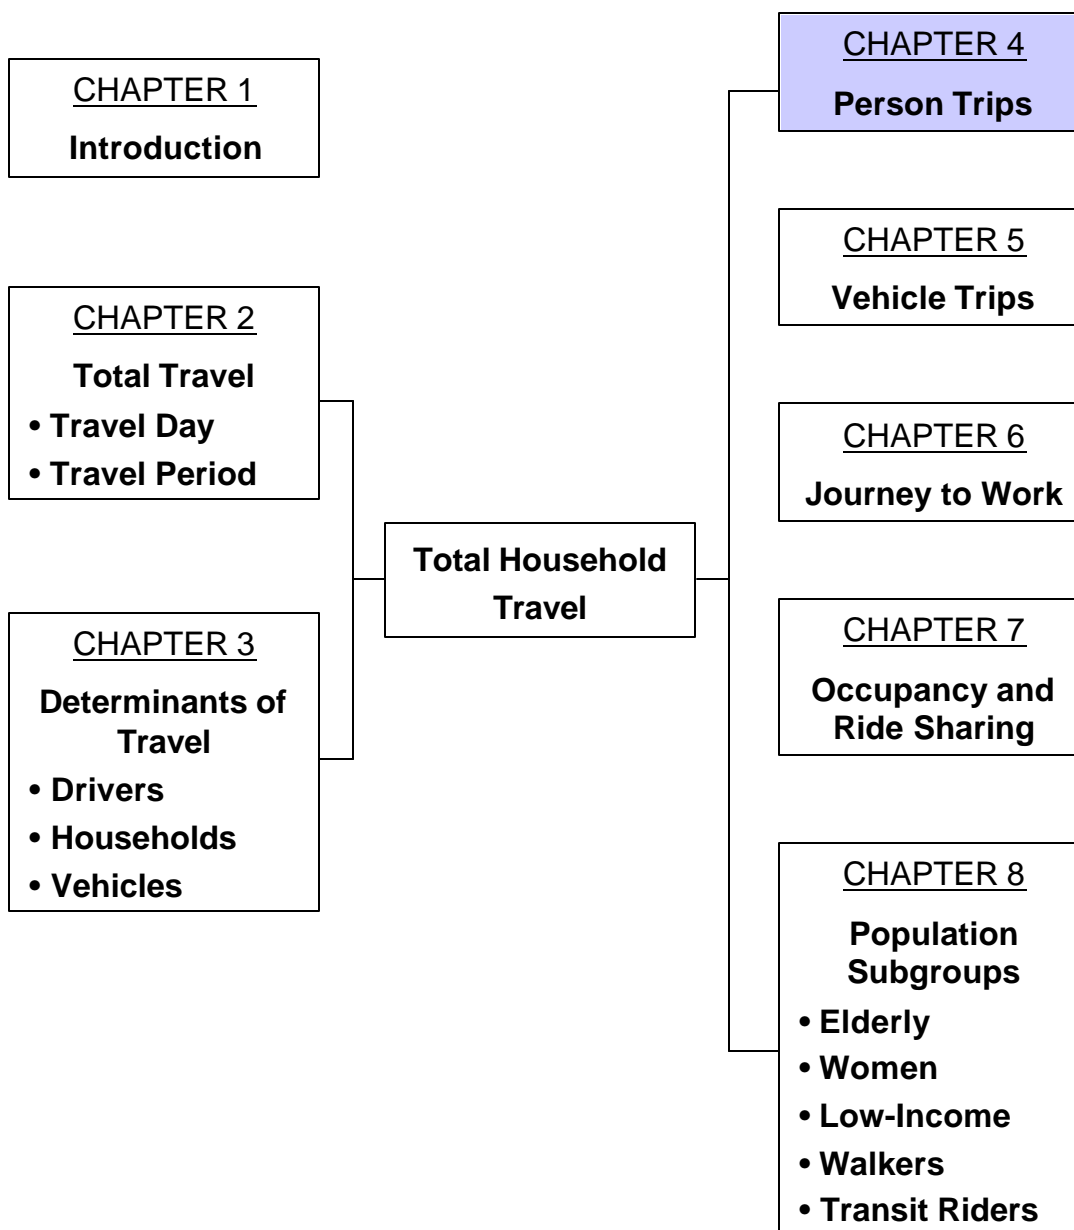 CHAPTER 1
Introduction
CHAPTER 2
Total Travel
• Travel Day
• Travel Period
CHAPTER 3
Determinants of
Travel
• Drivers
• Households
• Vehicles
Total Household
Travel
CHAPTER 4
Person Trips
CHAPTER 5
Vehicle Trips
CHAPTER 6
Journey to Work
CHAPTER 7
Occupancy and
Ride Sharing
CHAPTER 8
Population
Subgroups
• Elderly
• Women
• Low-Income
• Walkers
• Transit Riders